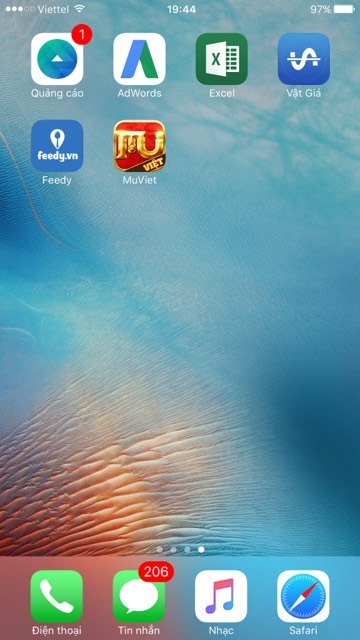 Viettel 19:44 97%
1
Quảng cáo AdWords Excel Vật Giá
feedy.vn MU VIỆT
Feedy MuViet
206
Điện thoại Tin nhắn Nhạc Safari